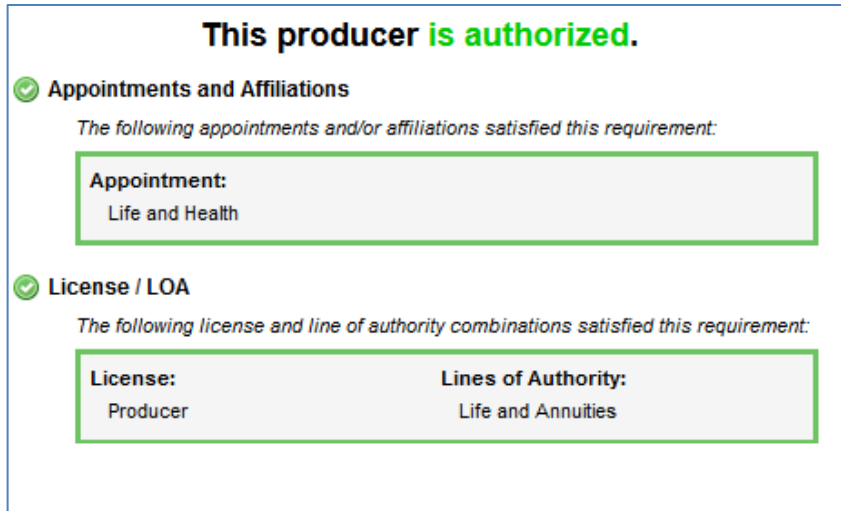 This producer is authorized.
Appointments and Affiliations
The following appointments and/or affiliations satisfied this requirement:
Appointment:
Life and Health
License / LOA
The following license and line of authority combinations satisfied this requirement:
License: Lines of Authority:
Producer Life and Annuities